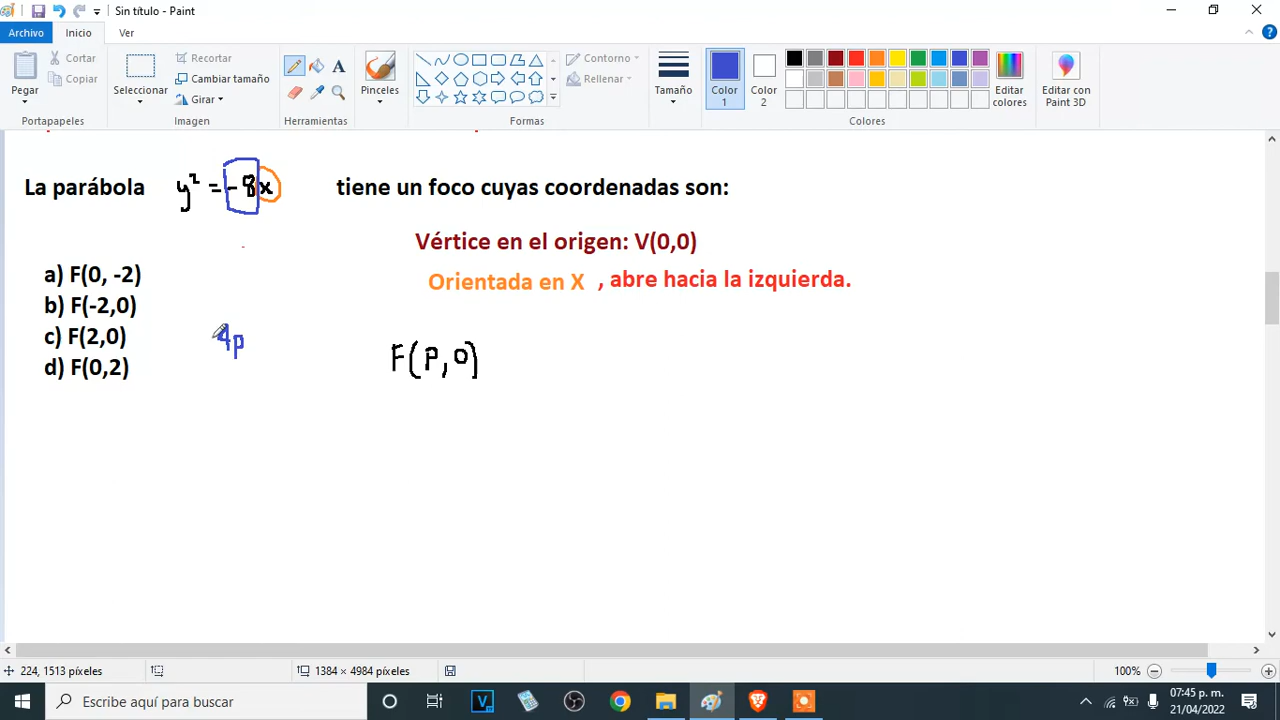 Sin título - Paint
Archivo Inicio Ver
Pegar
Cortar
Copiar
Portapapeles
Seleccionar
Recortar
Cambiar tamaño
Girar
Imagen
A
Herramientas
Pinceles
Contorno
Rellenar
Formas
Tamaño
Color 1
Color 2
Editar colores
Editar con Paint 3D
Colores
La parábola y² = -8x tiene un foco cuyas coordenadas son:
Vértice en el origen: V(0,0)
Orientada en X , abre hacia la izquierda.
a) F(0, -2)
b) F(-2,0)
c) F(2,0)
d) F(0,2)
4p
F(P,0)
224, 1513 píxeles
1384 × 4984 píxeles
100%
Escribe aquí para buscar
07:45 p. m.
21/04/2022